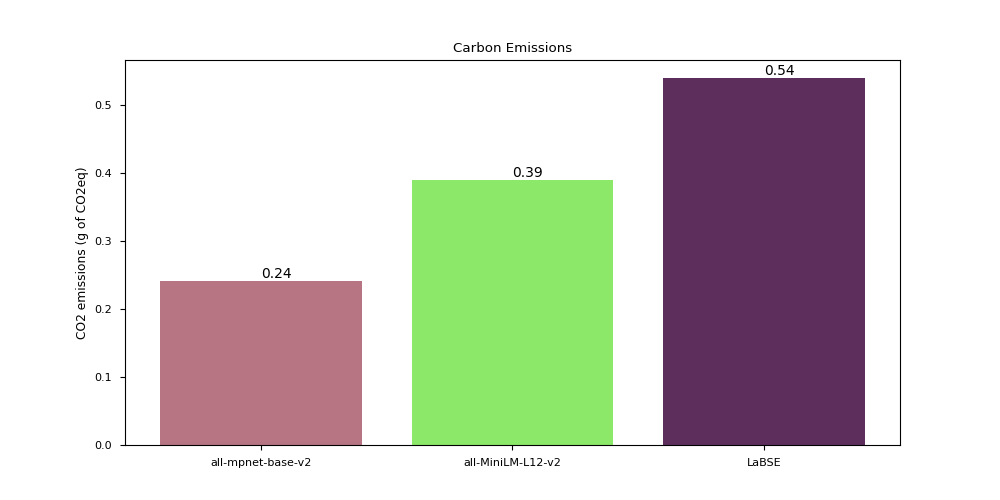 Carbon Emissions
CO2 emissions (g of CO2eq)
0.5
0.4
0.3
0.2
0.1
0.0
0.24
0.39
0.54
all-mpnet-base-v2
all-MiniLM-L12-v2
LaBSE